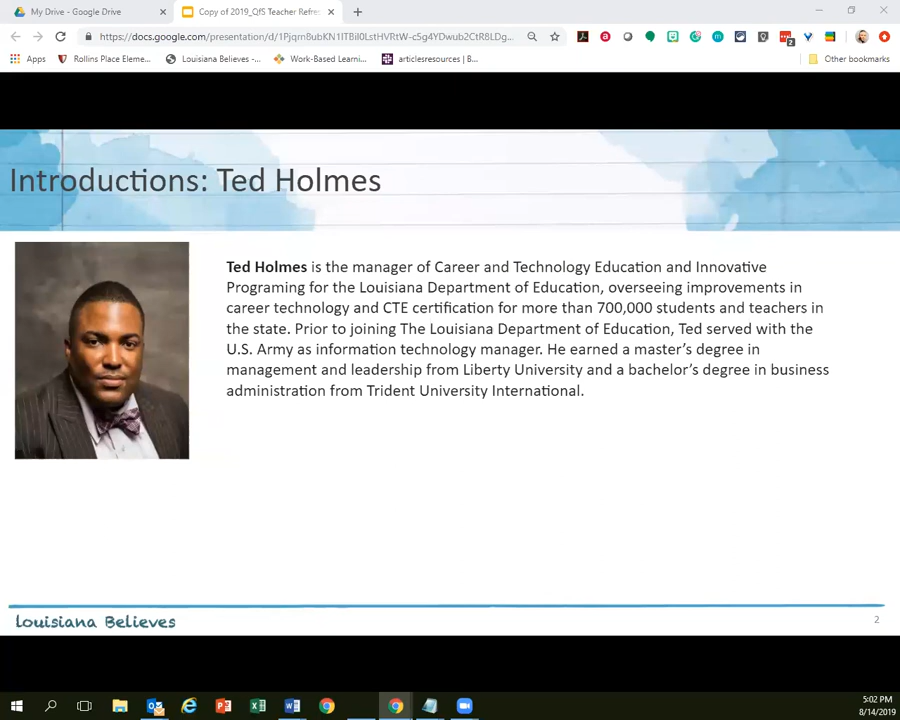 My Drive - Google Drive
Copy of 2019_QfS Teacher Refres
Apps
Rollins Place Eleme...
Louisiana Believes -...
Work-Based Learni...
articlesresources | B...
Other bookmarks
Introductions: Ted Holmes
Ted Holmes is the manager of Career and Technology Education and Innovative
Programing for the Louisiana Department of Education, overseeing improvements in
career technology and CTE certification for more than 700,000 students and teachers in
the state. Prior to joining The Louisiana Department of Education, Ted served with the
U.S. Army as information technology manager. He earned a master's degree in
management and leadership from Liberty University and a bachelor's degree in business
administration from Trident University International.
Louisiana Believes
2
5:02 PM
8/14/2019